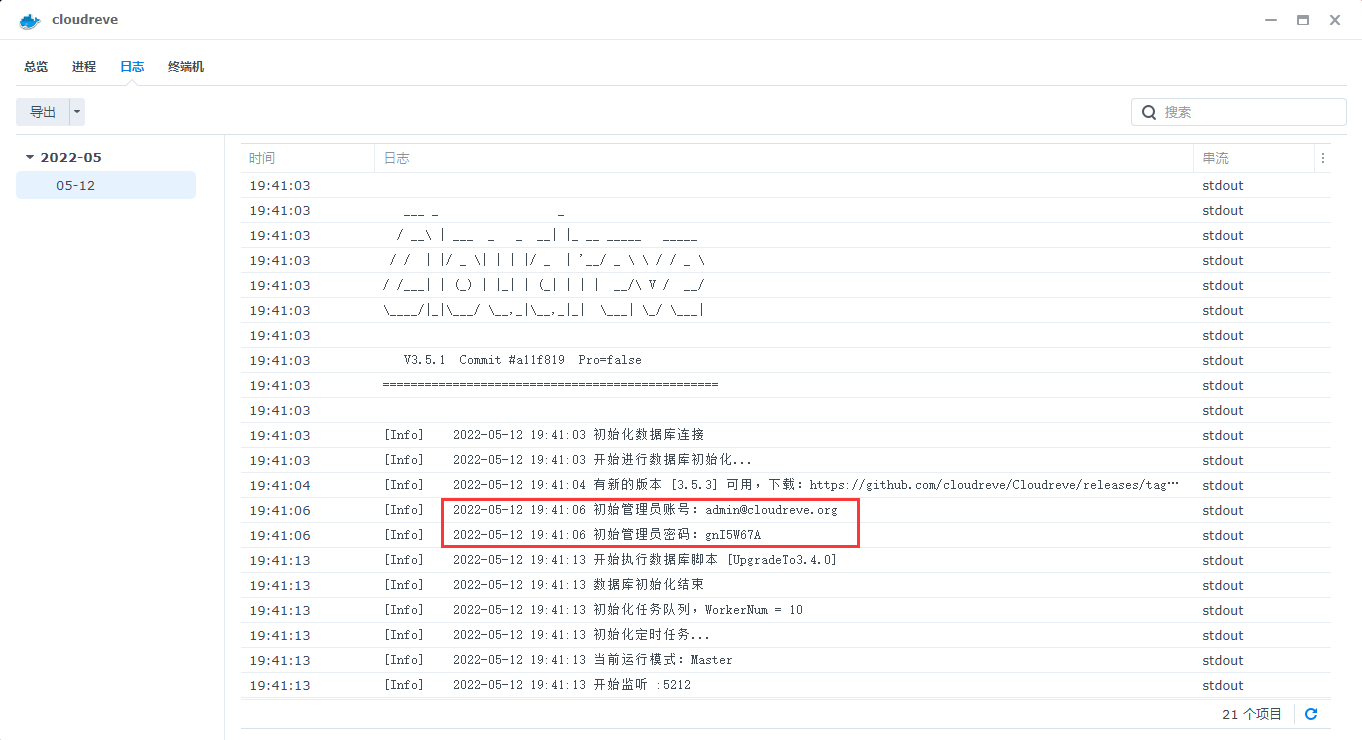 cloudreve
总览 进程 日志 终端机
导出 搜索
2022-05
05-12
时间 日志 串流
19:41:03 stdout
19:41:03 ___ _ _ stdout
19:41:03 / __\ | ___ _ _ __| |_ __ _____ _____ stdout
19:41:03 / / | |/ _ \| | | |/ _ | '__/ _ \ \ / / _ \ stdout
19:41:03 / /___| | (_) | |_| | (_| | | | __/\ V / __/ stdout
19:41:03 \____/|_|\___/ \__,_|\__,_|_| \___| \_/ \___| stdout
19:41:03 stdout
19:41:03 V3.5.1 Commit #a11f819 Pro=false stdout
19:41:03 ================================================ stdout
19:41:03 stdout
19:41:03 [Info] 2022-05-12 19:41:03 初始化数据库连接 stdout
19:41:03 [Info] 2022-05-12 19:41:03 开始进行数据库初始化... stdout
19:41:04 [Info] 2022-05-12 19:41:04 有新的版本 [3.5.3] 可用，下载：https://github.com/cloudreve/Cloudreve/releases/tag… stdout
19:41:06 [Info] 2022-05-12 19:41:06 初始管理员账号：admin@cloudreve.org stdout
19:41:06 [Info] 2022-05-12 19:41:06 初始管理员密码：gnI5W67A stdout
19:41:13 [Info] 2022-05-12 19:41:13 开始执行数据库脚本 [UpgradeTo3.4.0] stdout
19:41:13 [Info] 2022-05-12 19:41:13 数据库初始化结束 stdout
19:41:13 [Info] 2022-05-12 19:41:13 初始化任务队列，WorkerNum = 10 stdout
19:41:13 [Info] 2022-05-12 19:41:13 初始化定时任务... stdout
19:41:13 [Info] 2022-05-12 19:41:13 当前运行模式：Master stdout
19:41:13 [Info] 2022-05-12 19:41:13 开始监听 :5212 stdout
21 个项目